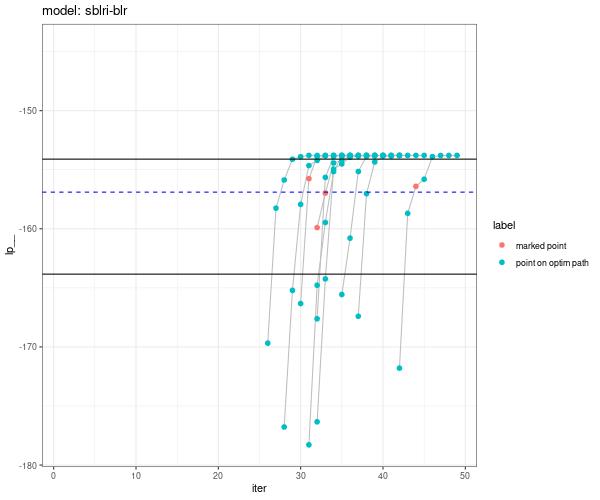 model: sblri-blr
-150
-160
-170
-180
lp__
0
10
20
30
40
50
iter
label
marked point
point on optim path